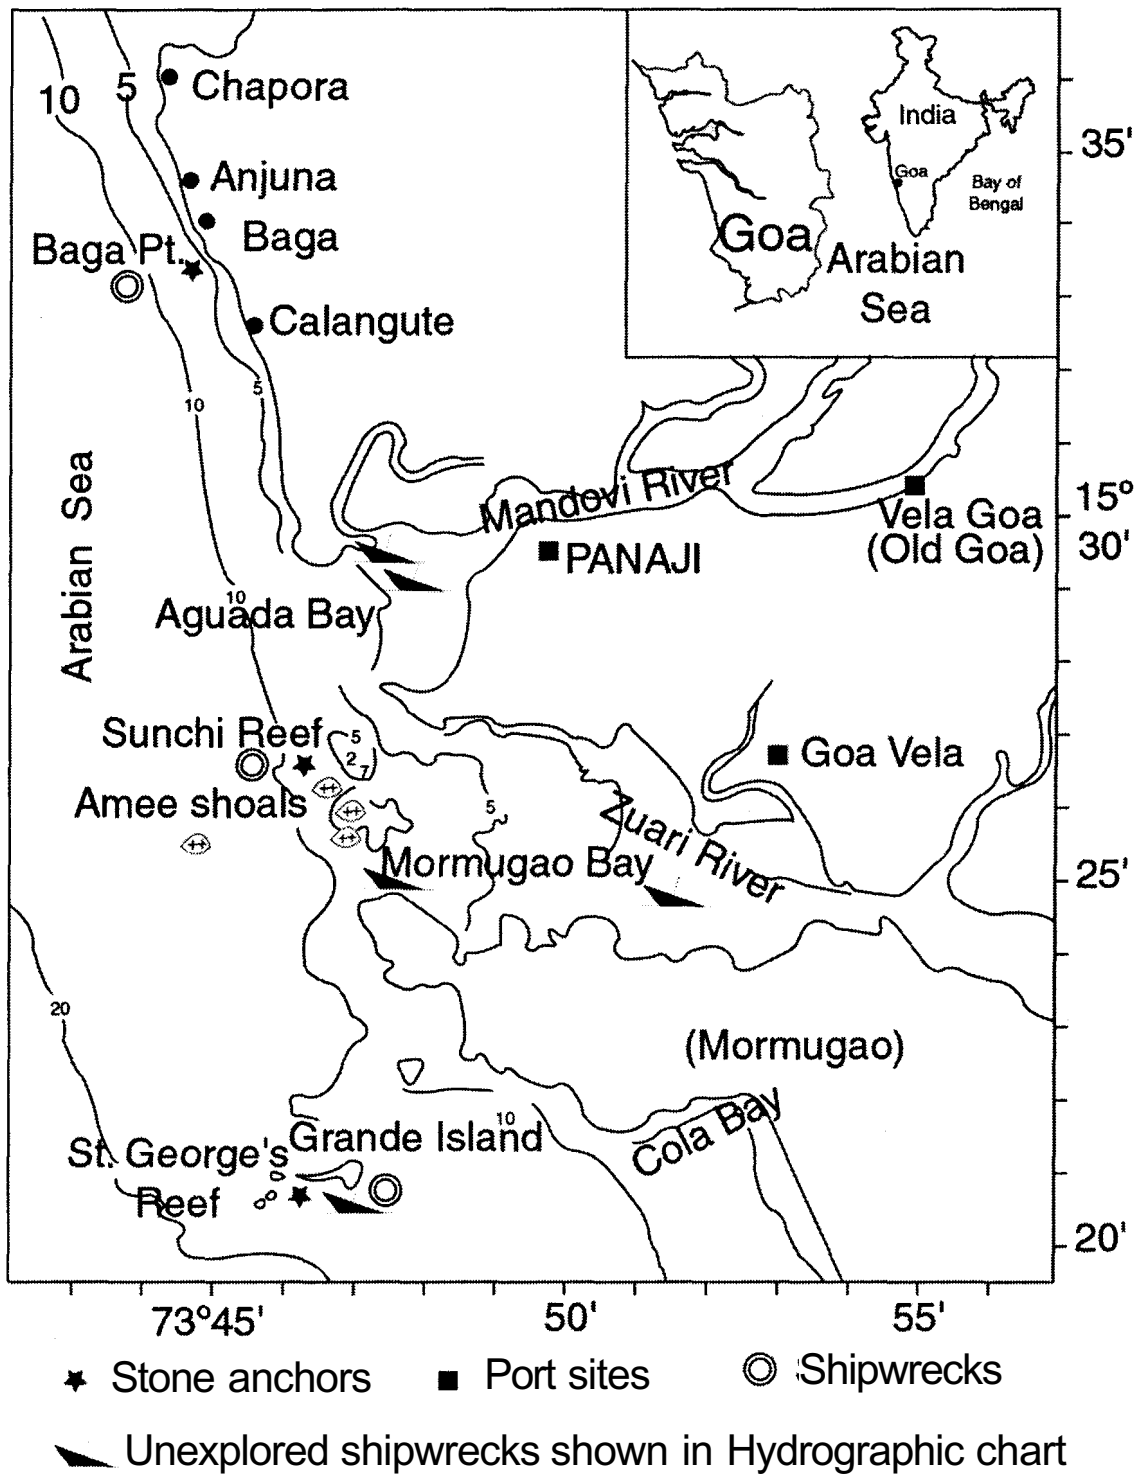 10
5
Chapora
Anjuna
Baga
Baga Pt.
Calangute
India
Goa
Bay of
Bengal
Goa
Arabian
Sea
35'
5
10
Arabian Sea
Mandovi River
Vela Goa
(Old Goa)
15°
30'
PANAJI
10
Aguada Bay
Sunchi Reef
5
2
7
Goa Vela
Amee shoals
5
Zuari River
Mormugao Bay
25'
20
(Mormugao)
10
Grande Island
Cola Bay
St. George's
Reef
20'
73°45'
50'
55'
Stone anchors
Port sites
Shipwrecks
Unexplored shipwrecks shown in Hydrographic chart